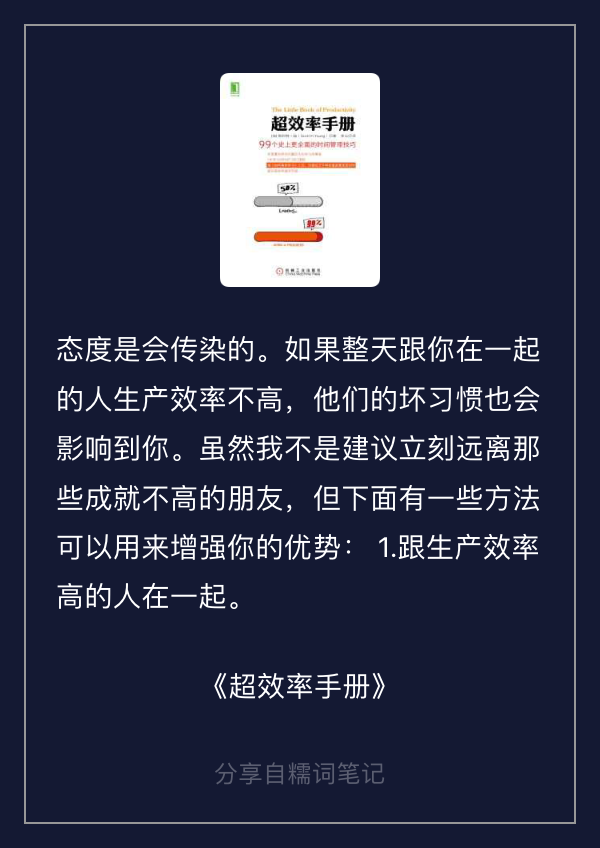 The Little Book of Productivity
超效率手册
99个史上更全面的时间管理技巧
50%
Loading...
99%
机械工业出版社
China Machine Press
态度是会传染的。如果整天跟你在一起
的人生产效率不高，他们的坏习惯也会
影响到你。虽然我不是建议立刻远离那
些成就不高的朋友，但下面有一些方法
可以用来增强你的优势： 1.跟生产效率
高的人在一起。
《超效率手册》
分享自糯词笔记